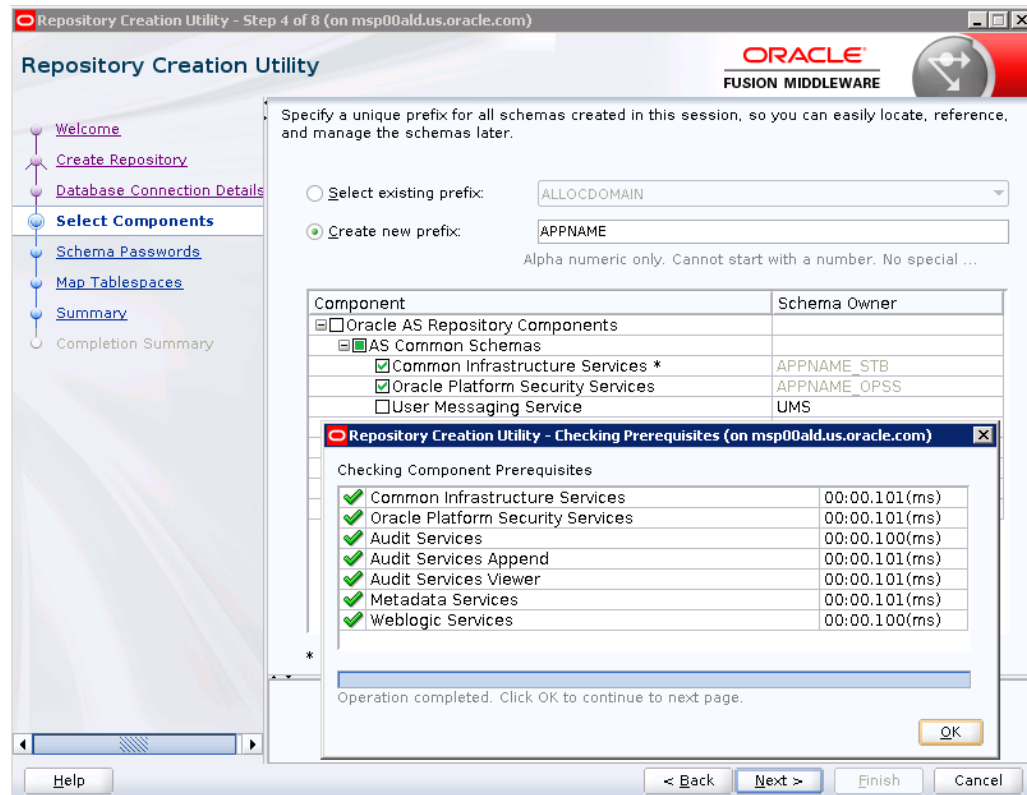 Repository Creation Utility - Step 4 of 8 (on msp00ald.us.oracle.com)
Repository Creation Utility
ORACLE
FUSION MIDDLEWARE
Welcome
Create Repository
Database Connection Details
Select Components
Schema Passwords
Map Tablespaces
Summary
Completion Summary
Specify a unique prefix for all schemas created in this session, so you can easily locate, reference,
and manage the schemas later.
Select existing prefix: ALLOCDOMAIN
Create new prefix: APPNAME
Alpha numeric only. Cannot start with a number. No special ...
Component Schema Owner
Oracle AS Repository Components
AS Common Schemas
Common Infrastructure Services * APPNAME_STB
Oracle Platform Security Services APPNAME_OPSS
User Messaging Service UMS
Repository Creation Utility - Checking Prerequisites (on msp00ald.us.oracle.com)
Checking Component Prerequisites
Common Infrastructure Services 00:00.101(ms)
Oracle Platform Security Services 00:00.101(ms)
Audit Services 00:00.100(ms)
Audit Services Append 00:00.101(ms)
Audit Services Viewer 00:00.101(ms)
Metadata Services 00:00.101(ms)
Weblogic Services 00:00.100(ms)
*
Operation completed. Click OK to continue to next page.
OK
Help < Back Next > Finish Cancel